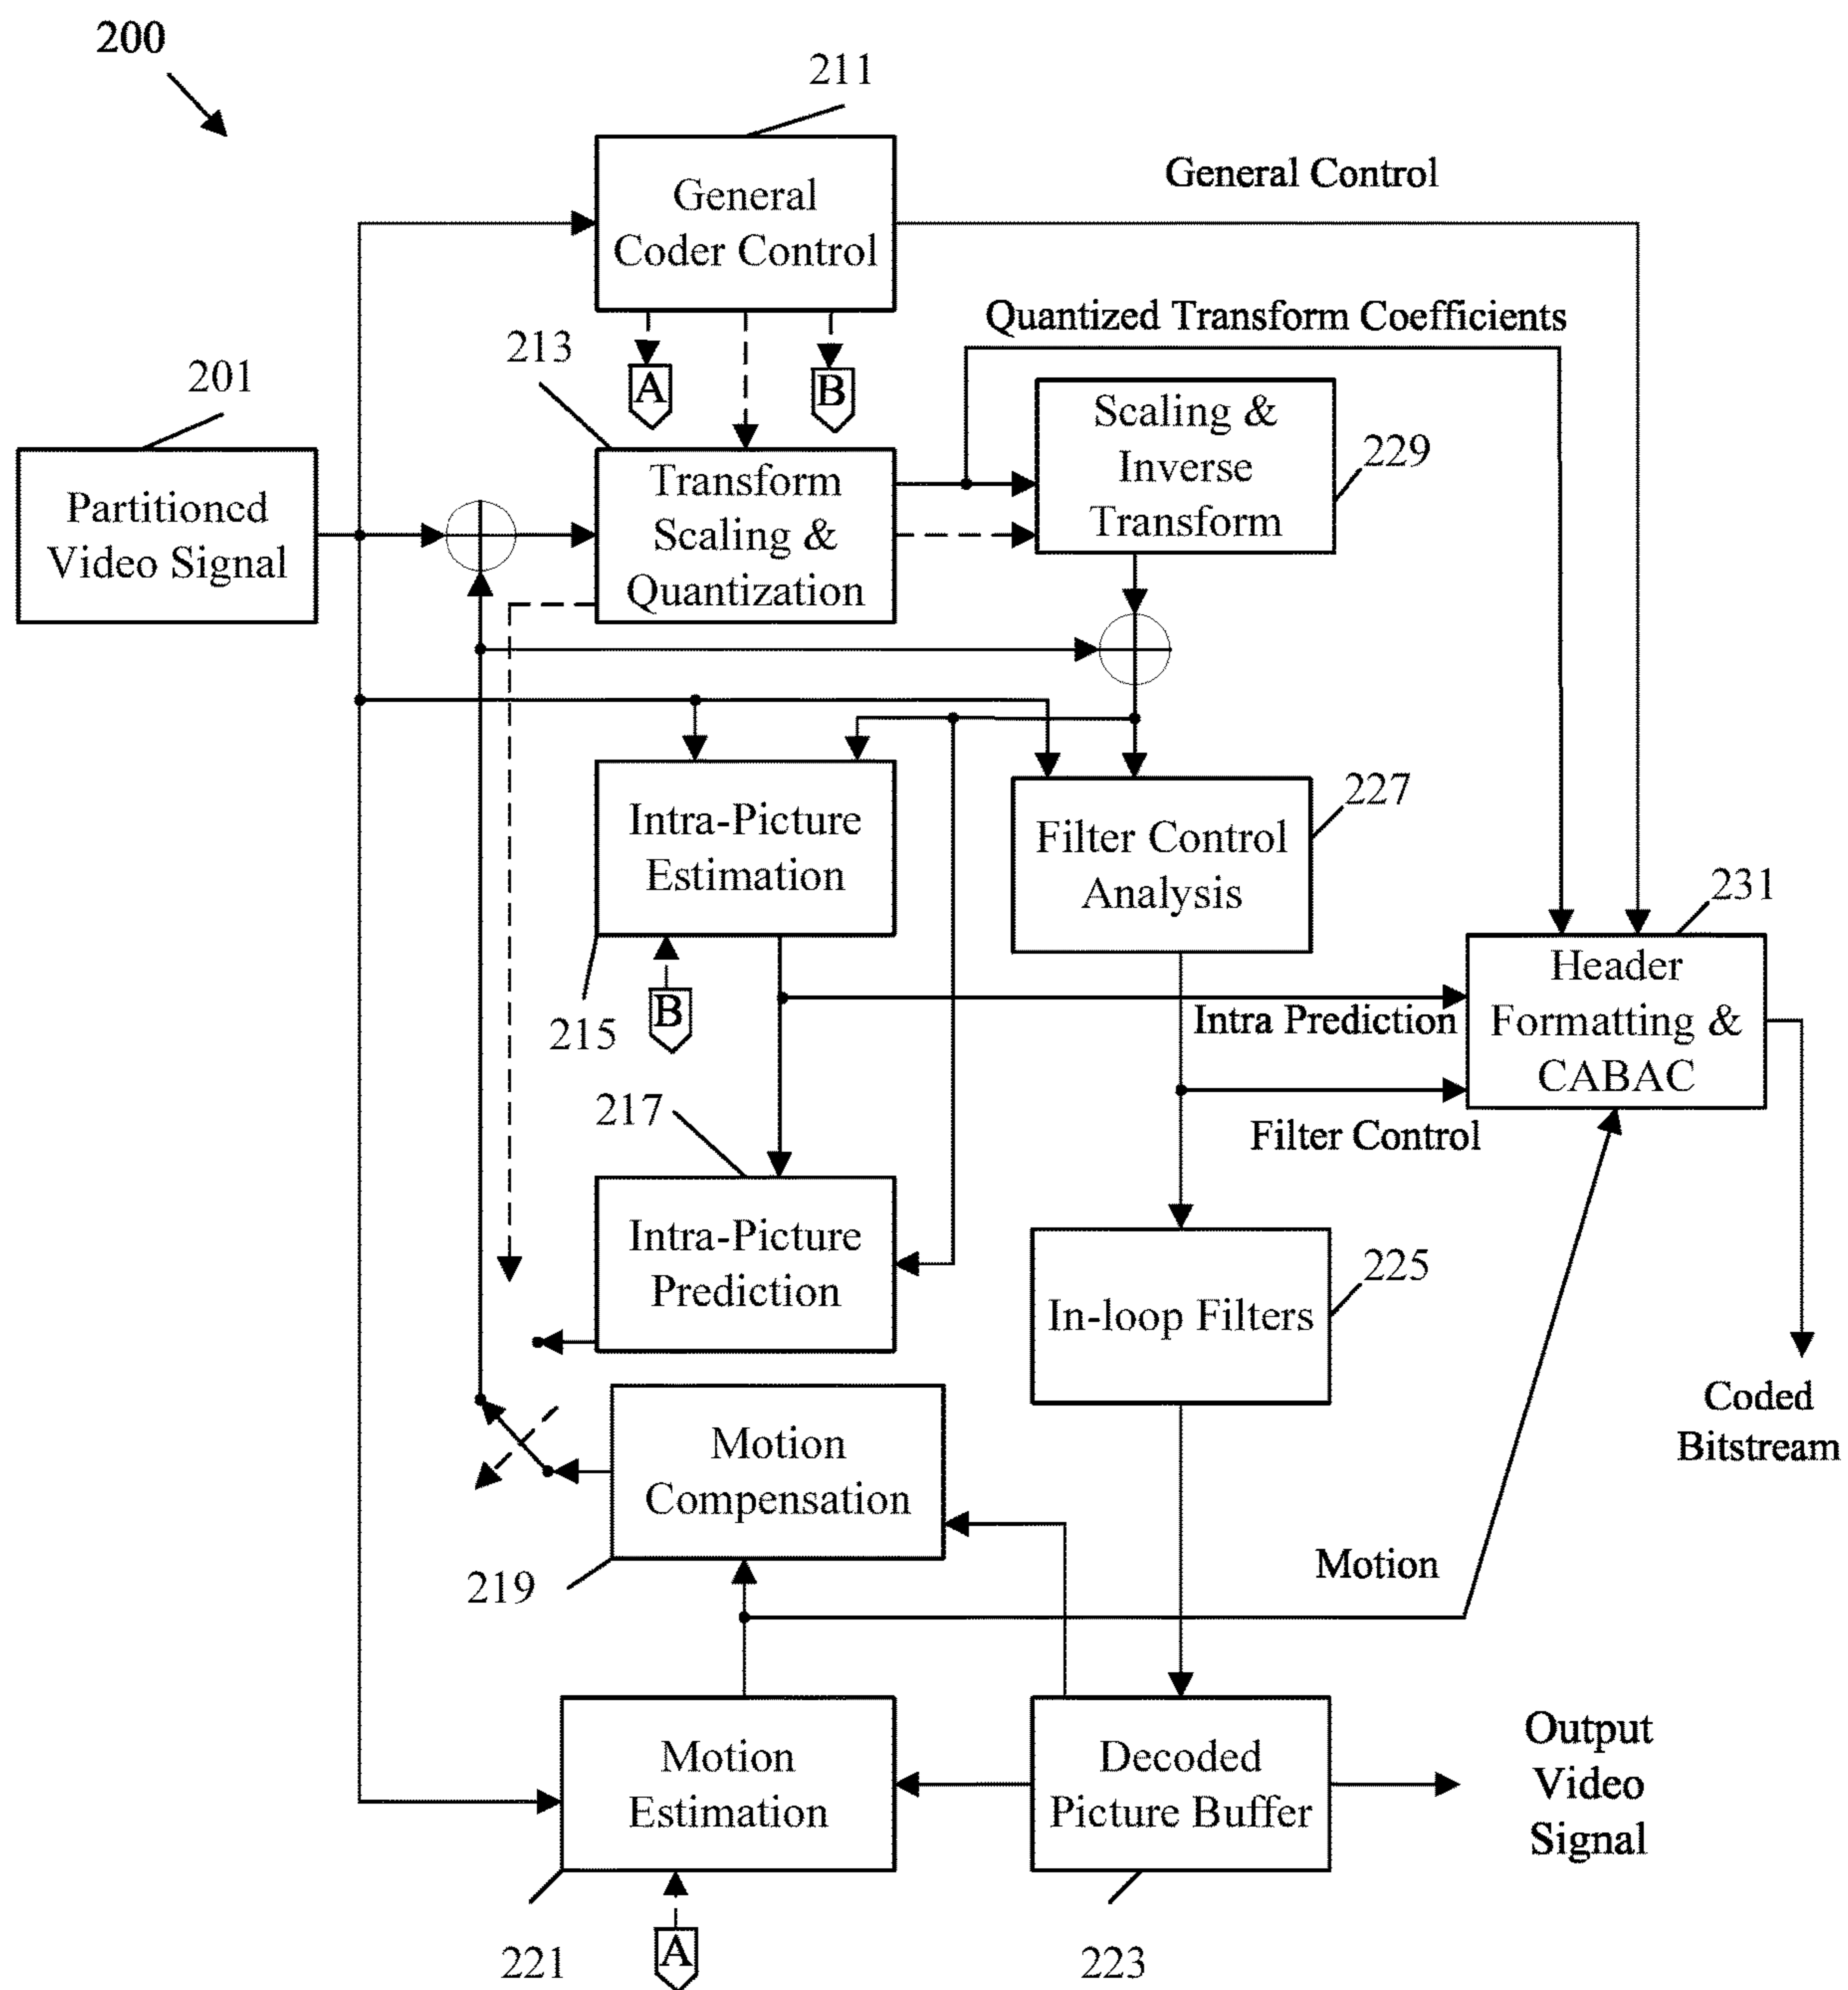 200
211
General
Coder Control
General Control
Quantized Transform Coefficients
A
B
213
201
Partitioned
Video Signal
Transform
Scaling &
Quantization
Scaling &
Inverse
Transform
229
Intra-Picture
Estimation
215
B
227
Filter Control
Analysis
231
Header
Formatting &
CABAC
Intra Prediction
Filter Control
217
Intra-Picture
Prediction
225
In-loop Filters
Coded
Bitstream
Motion
Compensation
219
Motion
Motion
Estimation
221
A
Decoded
Picture Buffer
223
Output
Video
Signal